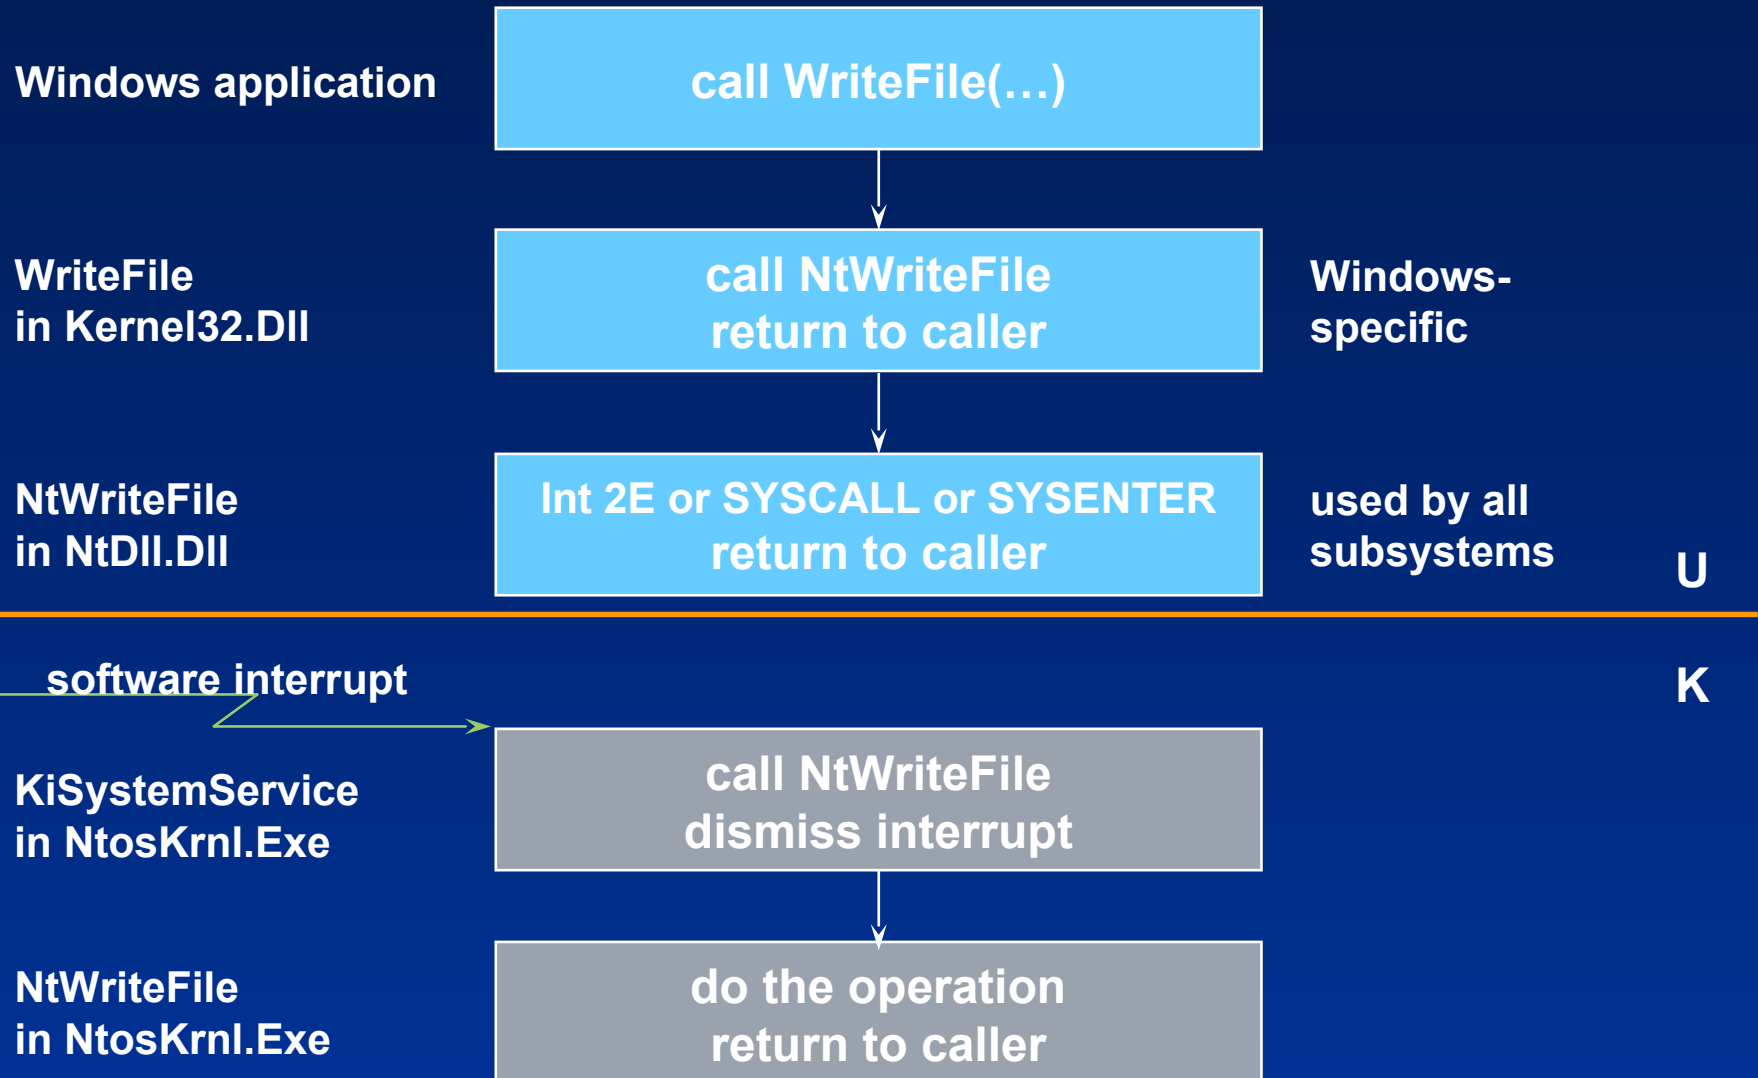 Windows application
call WriteFile(…)
WriteFile
in Kernel32.Dll
call NtWriteFile
return to caller
Windows-
specific
NtWriteFile
in NtDll.Dll
Int 2E or SYSCALL or SYSENTER
return to caller
used by all
subsystems
U
software interrupt
K
KiSystemService
in NtosKrnl.Exe
call NtWriteFile
dismiss interrupt
NtWriteFile
in NtosKrnl.Exe
do the operation
return to caller